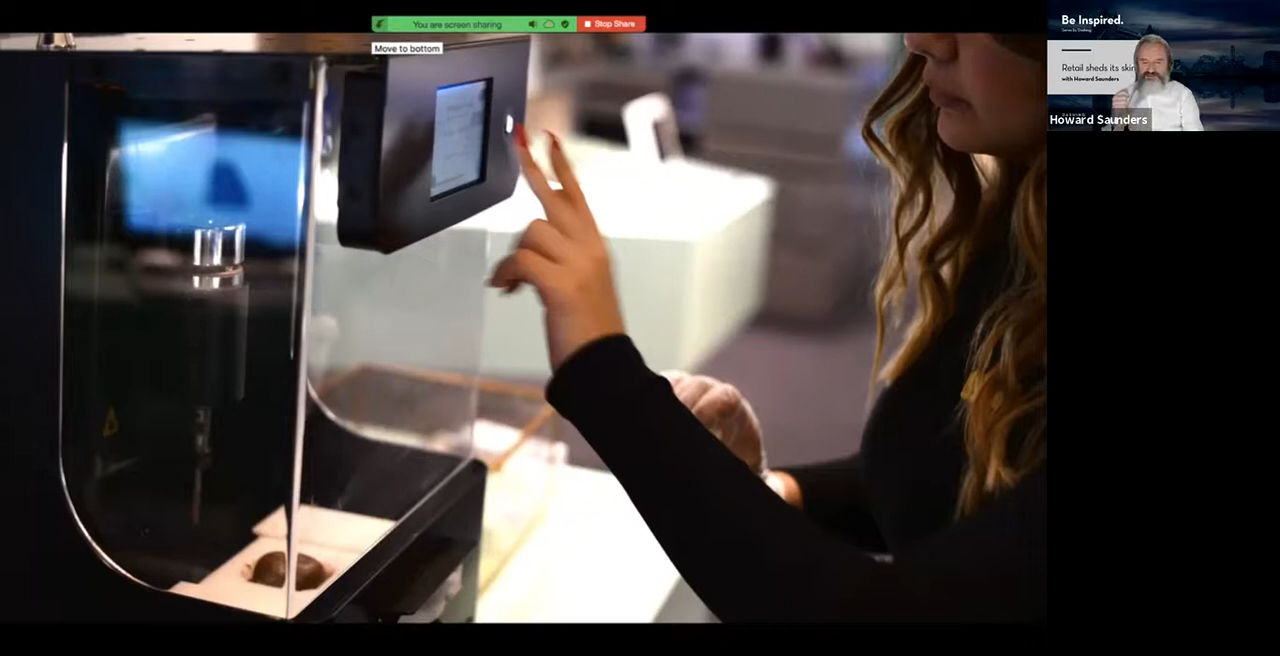 You are screen sharing
Stop Share
Move to bottom
Be Inspired.
Retail sheds its skin
with Howard Saunders
Howard Saunders